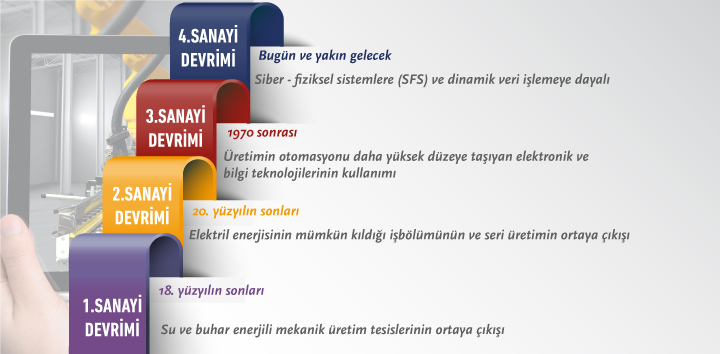 4.SANAYİ
DEVRİMİ
Bugün ve yakın gelecek
Siber - fiziksel sistemlere (SFS) ve dinamik veri işlemeye dayalı
3.SANAYİ
DEVRİMİ
1970 sonrası
Üretimin otomasyonu daha yüksek düzeye taşıyan elektronik ve
bilgi teknolojilerinin kullanımı
2.SANAYİ
DEVRİMİ
20. yüzyılın sonları
Elektril enerjisinin mümkün kıldığı işbölümünün ve seri üretimin ortaya çıkışı
1.SANAYİ
DEVRİMİ
18. yüzyılın sonları
Su ve buhar enerjili mekanik üretim tesislerinin ortaya çıkışı